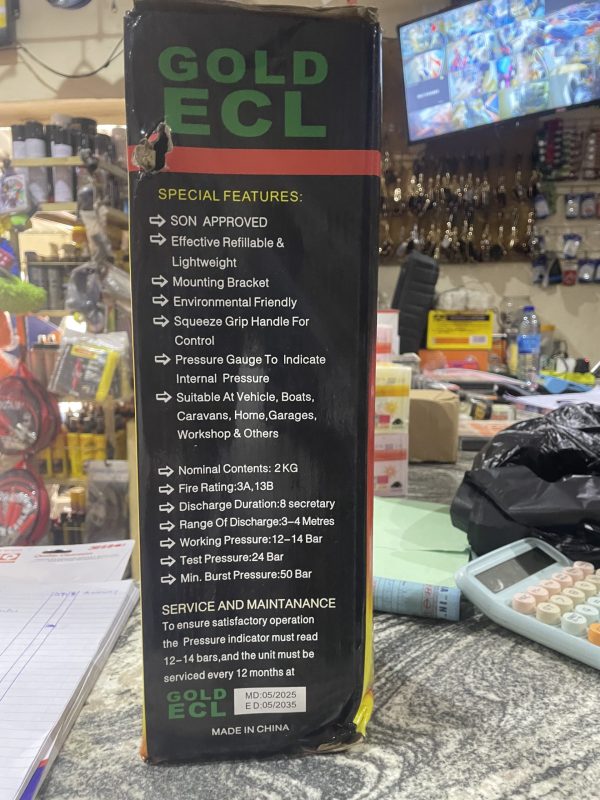 GOLD
ECL
SPECIAL FEATURES:
SON APPROVED
Effective Refillable &
Lightweight
Mounting Bracket
Environmental Friendly
Squeeze Grip Handle For
Control
Pressure Gauge To Indicate
Internal Pressure
Suitable At Vehicle, Boats,
Caravans, Home,Garages,
Workshop & Others
Nominal Contents: 2KG
Fire Rating:3A,13B
Discharge Duration:8 secretary
Range Of Discharge:3–4 Metres
Working Pressure:12–14 Bar
Test Pressure:24 Bar
Min. Burst Pressure:50 Bar
SERVICE AND MAINTANANCE
To ensure satisfactory operation
the Pressure indicator must read
12–14 bars,and the unit must be
serviced every 12 months at
GOLD
ECL
MD:05/2025
ED:05/2035
MADE IN CHINA